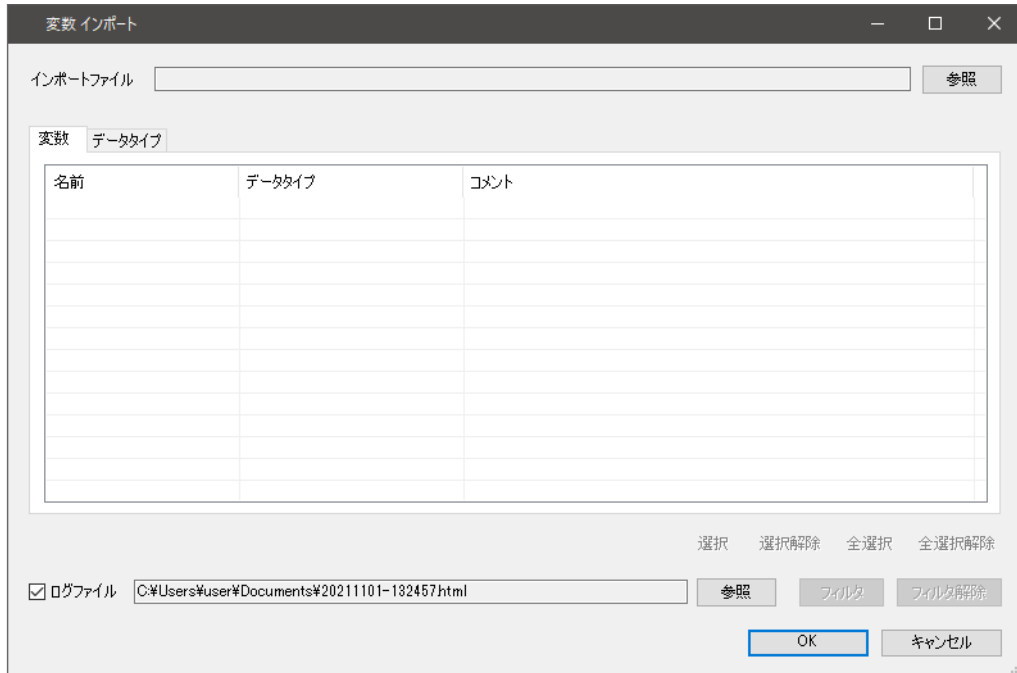 変数 インポート
インポートファイル 参照
変数 データタイプ
名前 データタイプ コメント
選択 選択解除 全選択 全選択解除
ログファイル C:¥Users¥user¥Documents¥20211101-132457.html 参照 フィルタ フィルタ解除
OK キャンセル